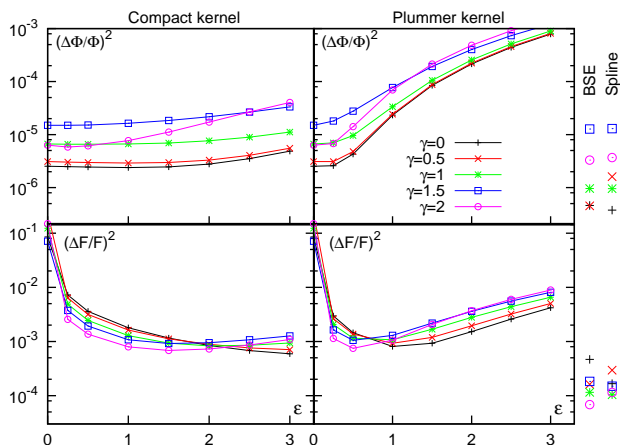 Compact kernel Plummer kernel
10^-3 (ΔΦ/Φ)^2 (ΔΦ/Φ)^2
10^-4
10^-5
10^-6
BSE
Spline
γ=0
γ=0.5
γ=1
γ=1.5
γ=2
10^-1 (ΔF/F)^2 (ΔF/F)^2
10^-2
10^-3
10^-4
0 1 2 3 ε 0 1 2 3 ε